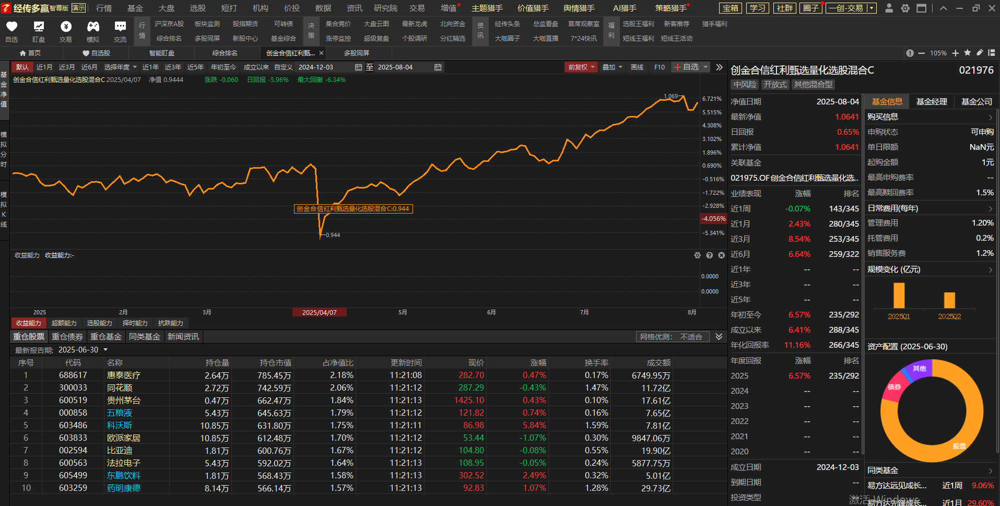 经传多赢 智尊版 演示 行情 基金 大盘 选股 短打 机构 价投 数据 资讯 研究院 交易 增值 主题猎手 价值猎手 舆情猎手 AI猎手 策略猎手 宝箱 学习 社群 圈子 一创-交易
自选 盯盘 交易 模拟 交流
行情 沪深京A股 板块监测 股指期货 可转债 决策 集合竞价 大盘云图 最新龙虎 北向资金 资讯 经传头条 总监看盘 首席观察室 福利 选股王福利 新客推荐 猎手福利
综合排名 多股同屏 新股中心 基金综合 涨停监控 超级复盘 个股调研 分红精选 大咖圈子 大咖直播 7*24快讯 短线王福利 短线王活动
首页 自选股 智能盯盘 综合排名 创金合信红利甄... 多股同屏 105%
基金净值
模拟分时
模拟K线
默认 近1月 近3月 近6月 选择年度 近1年 近3年 近5年 年初至今 成立以来 自定义 2024-12-03 至 2025-08-04 前复权 叠加 画线 F10 自选
创金合信红利甄选量化选股混合C 2025/04/07 净值 0.9444 涨跌 -0.060 日回报 -5.96% 最大回撤 -6.34%
1.069
6.721%
5.515%
4.308%
3.102%
1.896%
0.690%
-0.516%
-1.722%
-2.928%
-4.056%
-5.341%
创金合信红利甄选量化选股混合C:0.944
0.944
收益能力 收益能力:-
0.0000
0.0000
2025 2月 3月 2025/04/07 5月 6月 7月 8月
收益能力 超额能力 选股能力 择时能力 抗跌能力
重仓股票 重仓债券 重仓基金 同类基金 新闻资讯 网格优测: 不适合
最新报告期: 2025-06-30
序号 代码 名称 持仓量 持仓市值 占净值比 更新时间 现价 涨幅 换手率 成交额
1 688617 惠泰医疗 2.64万 785.45万 2.18% 11:21:08 282.70 0.47% 0.17% 6749.95万
2 300033 同花顺 2.72万 742.59万 2.06% 11:21:12 287.29 -0.43% 1.47% 11.72亿
3 600519 贵州茅台 0.47万 662.47万 1.84% 11:21:13 1425.10 0.43% 0.10% 17.61亿
4 000858 五粮液 5.43万 645.63万 1.79% 11:21:12 121.82 0.74% 0.16% 7.65亿
5 603486 科沃斯 10.85万 631.80万 1.75% 11:21:11 86.98 5.84% 1.59% 7.81亿
6 603833 欧派家居 10.85万 612.48万 1.70% 11:21:12 53.44 -1.07% 0.30% 9847.06万
7 002594 比亚迪 1.81万 600.76万 1.67% 11:21:12 104.80 -0.08% 0.55% 19.90亿
8 600563 法拉电子 5.43万 592.02万 1.64% 11:21:13 108.95 -0.05% 0.24% 5877.75万
9 605499 东鹏饮料 1.81万 568.43万 1.58% 11:21:13 302.52 2.49% 0.32% 5.01亿
10 603259 药明康德 8.14万 566.14万 1.57% 11:21:13 92.83 1.07% 1.28% 29.73亿
创金合信红利甄选量化选股混合C 021976
中风险 开放式 其他混合型
净值日期 2025-08-04
最新净值 1.0641
日回报 0.65%
累计净值 1.0641
关联基金
021975.OF创金合信红利甄选量化选...
业绩表现 涨幅 排名
近1周 -0.07% 143/345
近1月 2.43% 280/345
近3月 8.54% 253/345
近6月 6.64% 259/322
近1年 -- --
近3年 -- --
近5年 -- --
年初至今 6.57% 235/292
成立以来 6.41% 288/345
年化回报率 11.16% 266/345
年度回报 涨幅 排名
2025 6.57% 235/292
2024 -- --
2023 -- --
2022 -- --
2021 -- --
2020 -- --
成立日期 2024-12-03
到期日期 --
投资类型
基金信息 基金经理 基金公司
购买信息
申购状态 可申购
单日限额 NaN元
起购金额 1元
最高申购费率 --
最高赎回费率 1.5%
日常费用(每年)
管理费用 1.20%
托管费用 0.2%
销售服务费 1.2%
规模变化 (亿元)
2025Q1 2025Q2
资产配置 (2025-06-30)
其他
债券
股票
同类基金
易方达远见成长... 近1周 9.06%
易方达先锋成长... 近1月 29.60%
激活 Windows